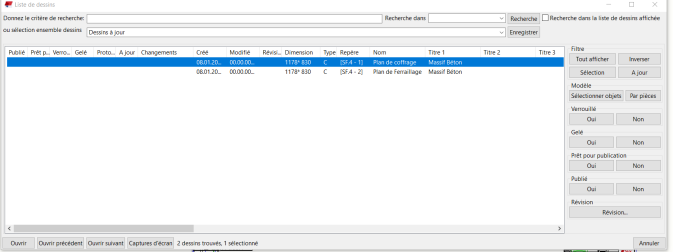 Liste de dessins
Donnez le critère de recherche: Recherche dans Recherche Recherche dans la liste de dessins affichée
ou sélection ensemble dessins Dessins à jour Enregistrer
Publié Prêt p... Verro... Gelé Proto... A jour Changements Créé Modifié Révisi... Dimension Type Repère Nom Titre 1 Titre 2 Titre 3
08.01.20... 00.00.00... 1178* 830 C [SF.4 - 1] Plan de coffrage Massif Béton
08.01.20... 00.00.00... 1178* 830 C [SF.4 - 2] Plan de Ferraillage Massif Béton
Filtre
Tout afficher Inverser
Sélection A jour
Modèle
Sélectionner objets Par pièces
Verrouillé
Oui Non
Gelé
Oui Non
Prêt pour publication
Oui Non
Publié
Oui Non
Révision
Révision...
Ouvrir Ouvrir précédent Ouvrir suivant Captures d'écran 2 dessins trouvés, 1 sélectionné Annuler